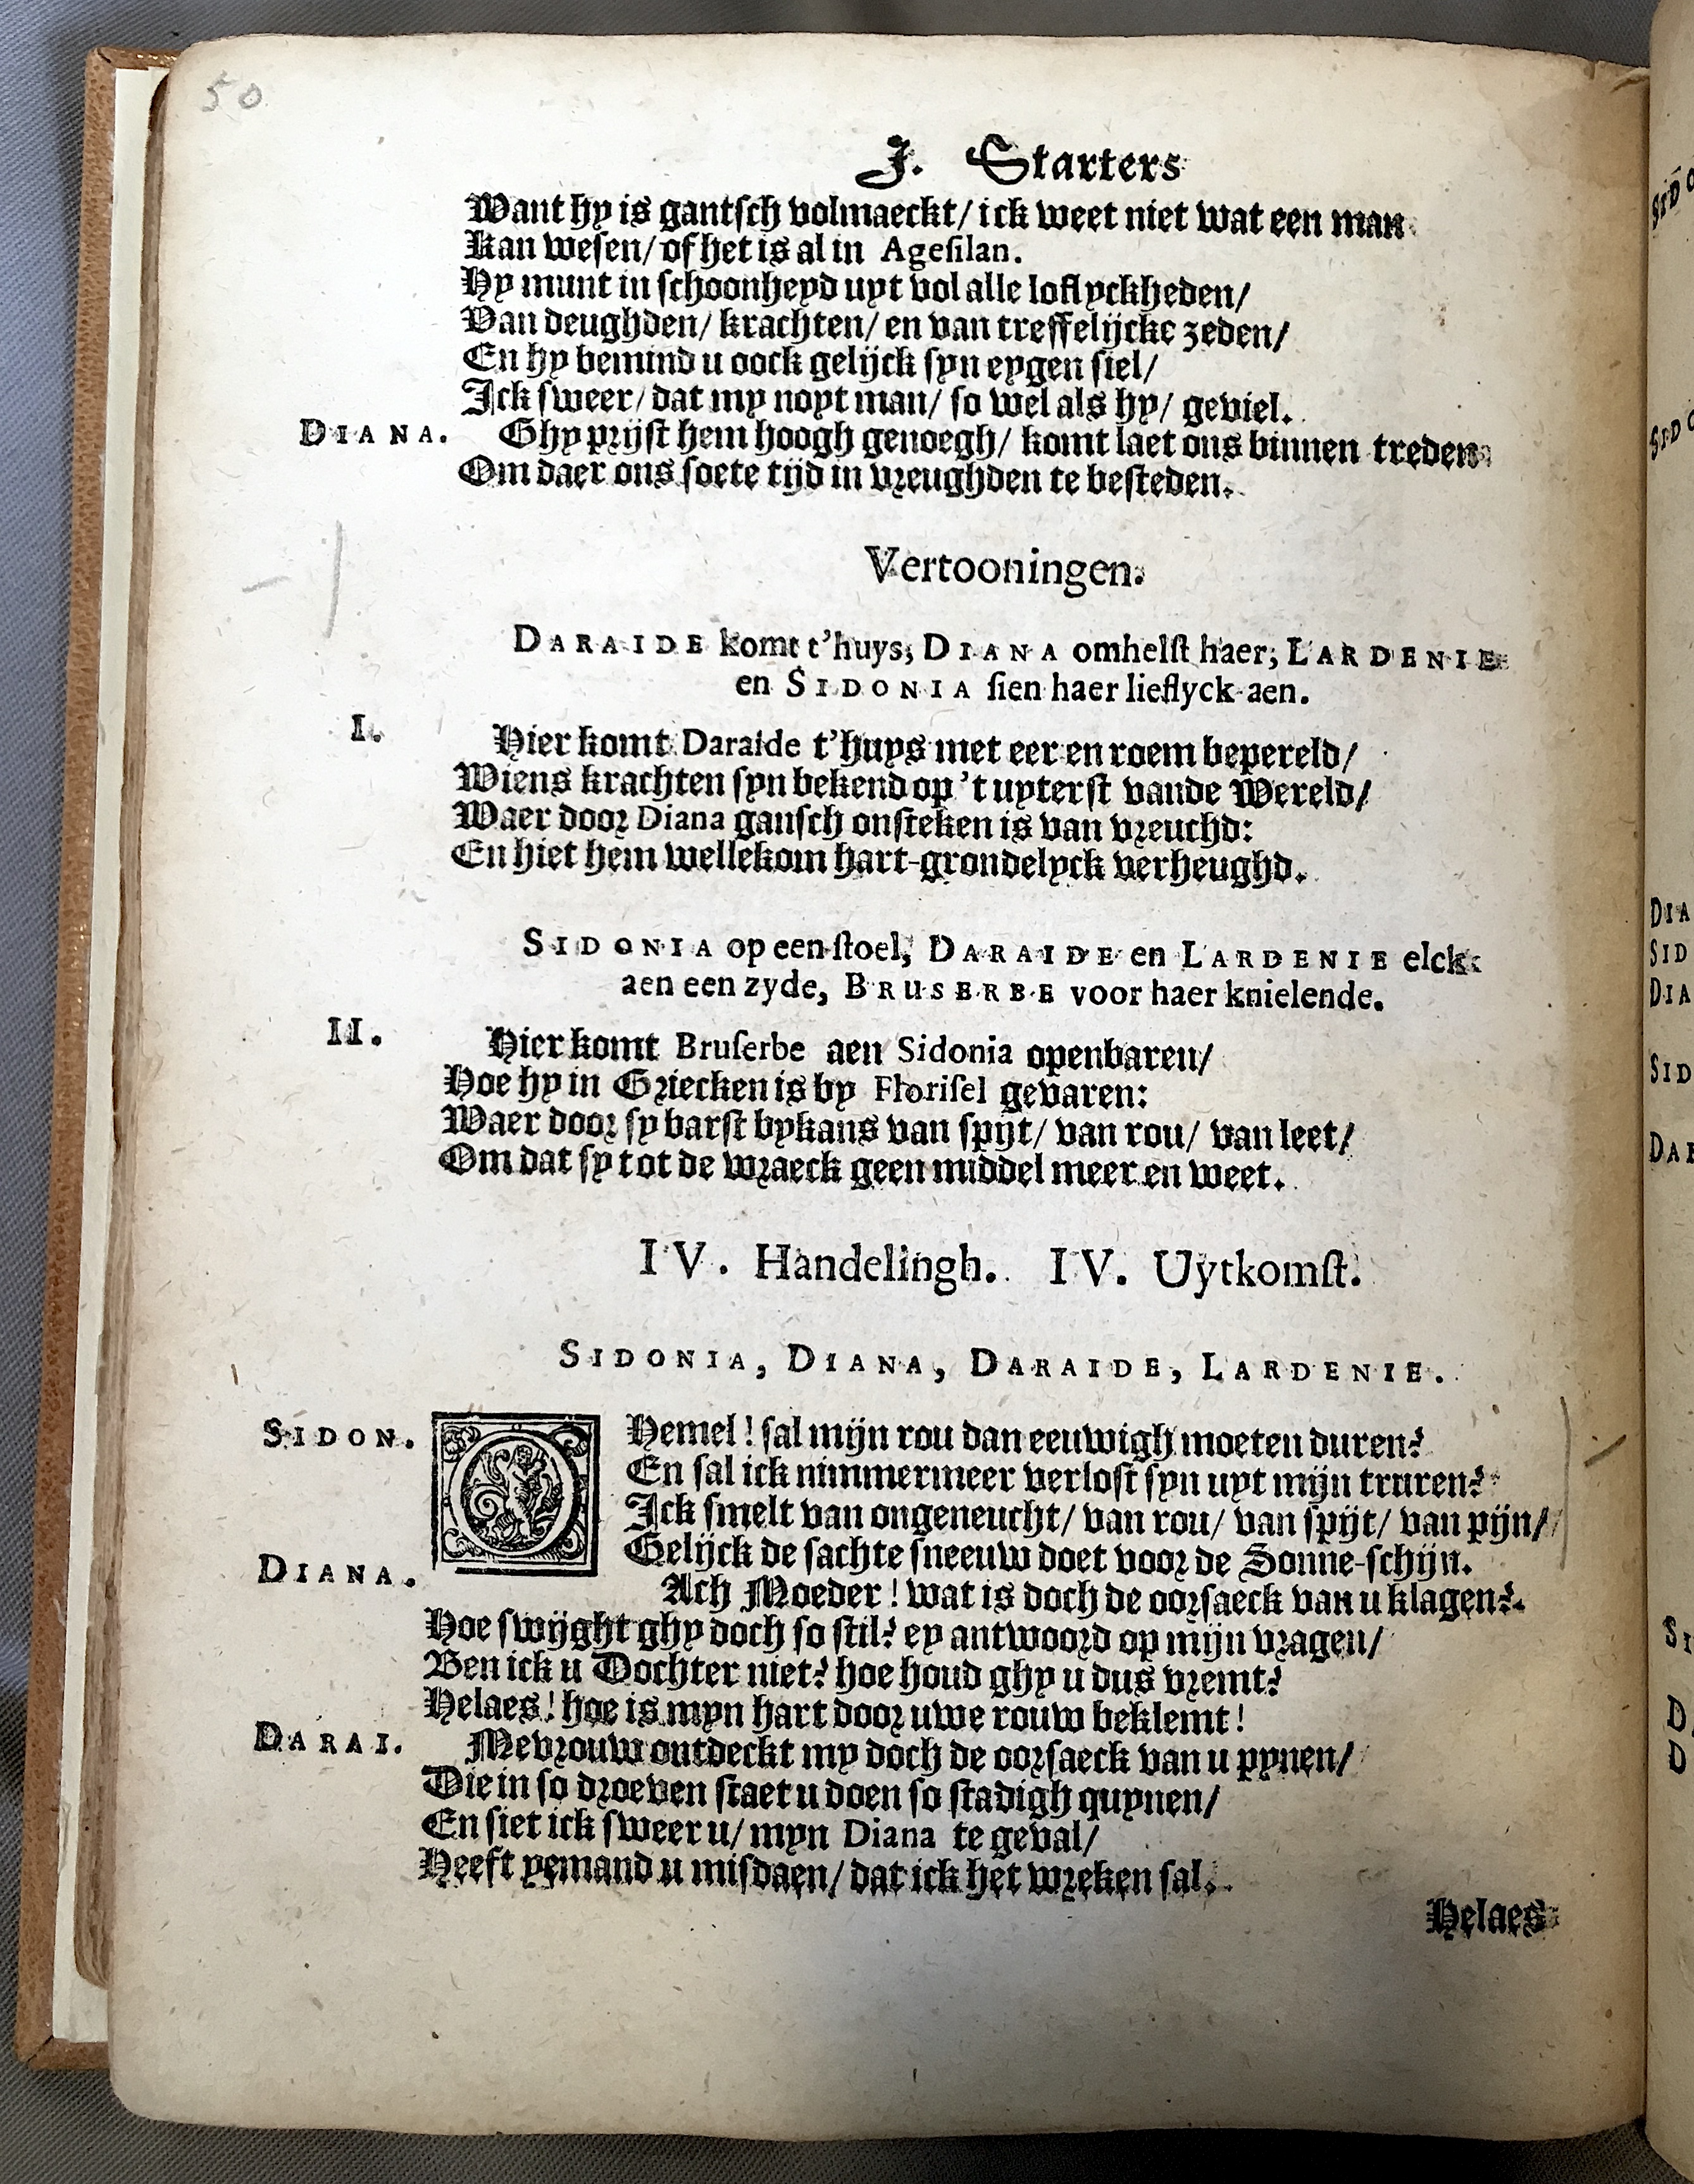 50
J. Starters
Want hy is gantsch volmaeckt/ ick weet niet wat een man
Kan wesen/ of het is al in Agesilan.
Hy munt in schoonheyd uyt vol alle loflyckheden/
Van deughden/ krachten/ en van treffelijcke zeden/
En hy bemind u oock gelijck syn eygen siel/
Ick sweer/ dat my noyt man/ so wel als hy/ geviel.
DIANA. Ghy prijst hem hoogh genoegh/ komt laet ons binnen treden
Om daer ons soete tijd in vreughden te besteden.
Vertooningen.
DARAIDE komt t'huys; DIANA omhelst haer; LARDENIE
en SIDONIA sien haer lieflyck aen.
I. Hier komt Daraide t'huys met eer en roem bepereld/
Wiens krachten syn bekend op 't uyterst vande Wereld/
Waer door Diana gansch onsteken is van vreuchd:
En hiet hem wellekom hart-grondelyck verheughd.
SIDONIA op een stoel, DARAIDE en LARDENIE elck
aen een zyde, BRUSERBE voor haer knielende.
II. Hier komt Bruserbe aen Sidonia openbaren/
Hoe hy in Griecken is by Florisel gevaren:
Waer door sy barst bykans van spijt/ van rou/ van leet/
Om dat sy tot de wraeck geen middel meer en weet.
IV. Handelingh. IV. Uytkomst.
SIDONIA, DIANA, DARAIDE, LARDENIE.
SIDON. O Hemel! sal mijn rou dan eeuwigh moeten duren?
En sal ick nimmermeer verlost syn uyt mijn truren?
Ick smelt van ongeneucht/ van rou/ van spijt/ van pijn/
Gelijck de sachte sneeuw doet voor de Sonne-schijn.
DIANA. Ach Moeder! wat is doch de oorsaeck van u klagen?
Hoe swijght ghy doch so stil? ey antwoord op mijn vragen/
Ben ick u Dochter niet? hoe houd ghy u dus vremt?
Helaes! hoe is myn hart door uwe rouw beklemt!
DARAI. Mevrouw ontdeckt my doch de oorsaeck van u pynen/
Die in so droeven staet u doen so stadigh quynen/
En siet ick sweer u/ myn Diana te geval/
Heeft yemand u misdaen/ dat ick het wreken sal.
Helaes